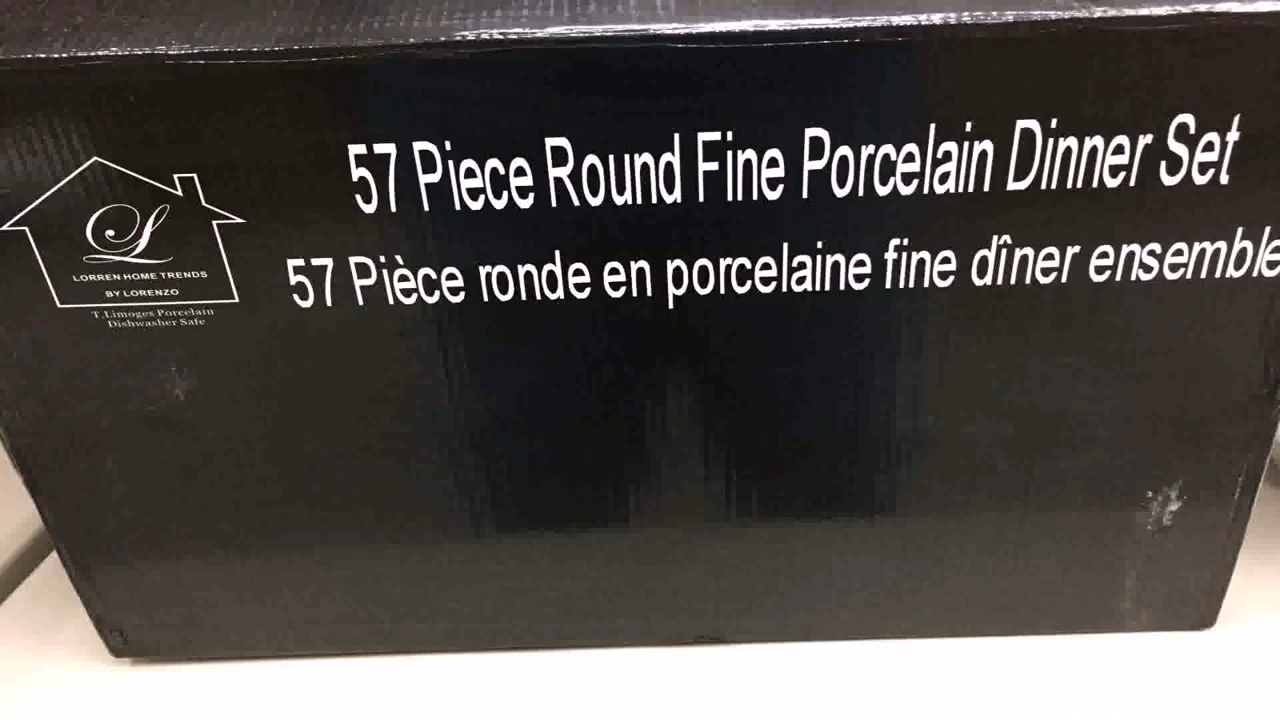 57 Piece Round Fine Porcelain Dinner Set
57 Pièce ronde en porcelaine fine dîner ensemble
L
LORREN HOME TRENDS
BY LORENZO
T.Limoges Porcelain
Dishwasher Safe